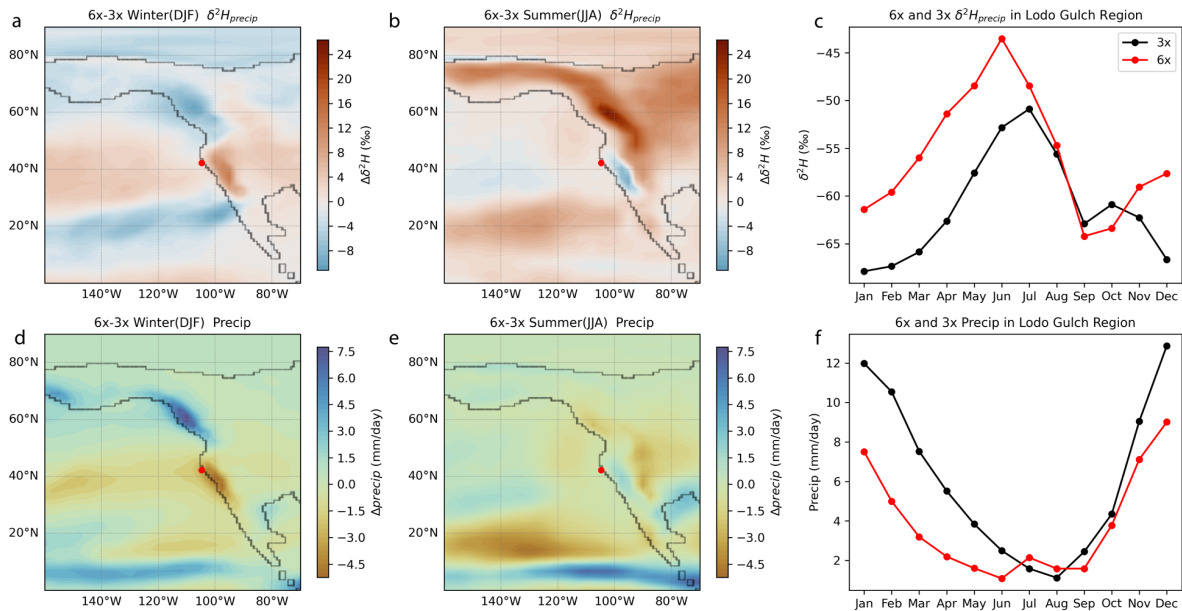 a
6x-3x Winter(DJF) δ²H_precip
80°N
60°N
40°N
20°N
140°W 120°W 100°W 80°W
24
20
16
12
8
4
0
−4
−8
Δδ²H (‰)
b
6x-3x Summer(JJA) δ²H_precip
80°N
60°N
40°N
20°N
140°W 120°W 100°W 80°W
24
20
16
12
8
4
0
−4
−8
Δδ²H (‰)
c
6x and 3x δ²H_precip in Lodo Gulch Region
3x
6x
−45
−50
−55
−60
−65
δ²H (‰)
Jan Feb Mar Apr May Jun Jul Aug Sep Oct Nov Dec
d
6x-3x Winter(DJF) Precip
80°N
60°N
40°N
20°N
140°W 120°W 100°W 80°W
7.5
6.0
4.5
3.0
1.5
0.0
−1.5
−3.0
−4.5
Δprecip (mm/day)
e
6x-3x Summer(JJA) Precip
80°N
60°N
40°N
20°N
140°W 120°W 100°W 80°W
7.5
6.0
4.5
3.0
1.5
0.0
−1.5
−3.0
−4.5
Δprecip (mm/day)
f
6x and 3x Precip in Lodo Gulch Region
12
10
8
6
4
2
Precip (mm/day)
Jan Feb Mar Apr May Jun Jul Aug Sep Oct Nov Dec